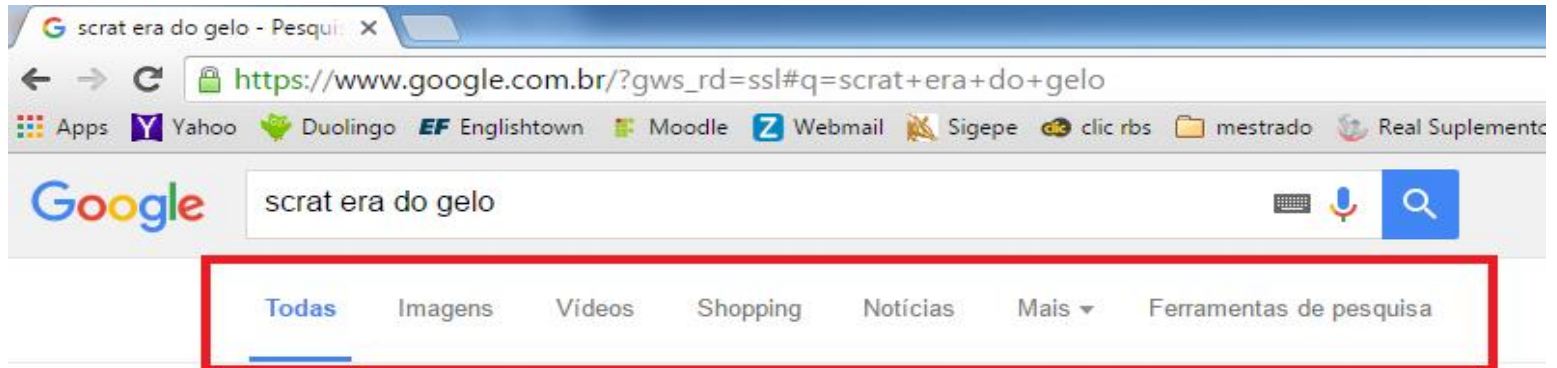 scrat era do gelo - Pesqui
https://www.google.com.br/?gws_rd=ssl#q=scrat+era+do+gelo
Apps Yahoo Duolingo EF Englishtown Moodle Z Webmail Sigepe clic rbs mestrado Real Suplemento
Google scrat era do gelo
Todas Imagens Vídeos Shopping Notícias Mais Ferramentas de pesquisa